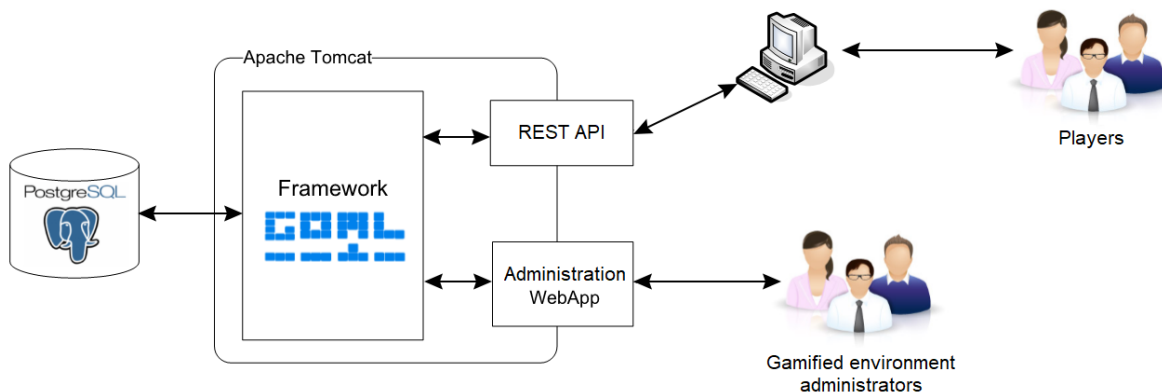 Apache Tomcat
REST API
Players
PostgreSQL
Framework
GOAL
Administration
WebApp
Gamified environment
administrators